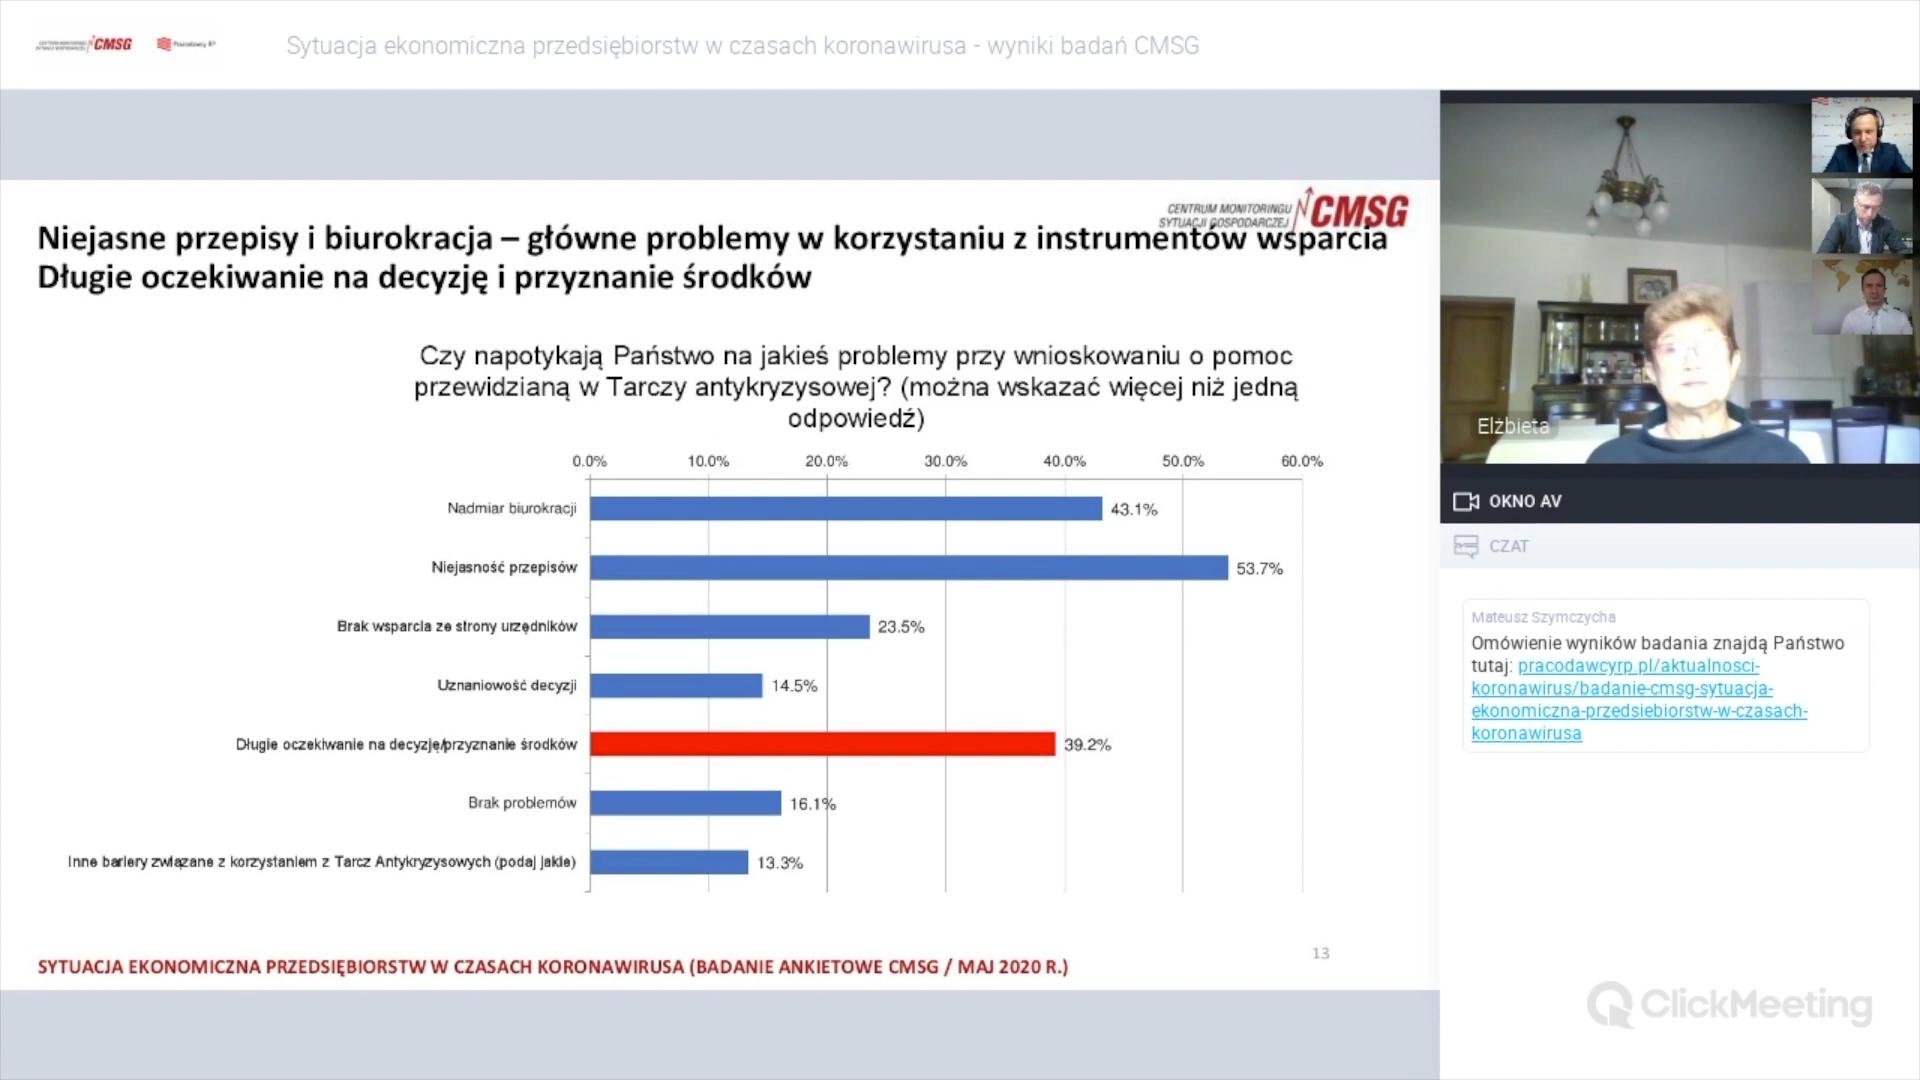 CMSG
Pracodawcy RP
Sytuacja ekonomiczna przedsiębiorstw w czasach koronawirusa - wyniki badań CMSG
CENTRUM MONITORINGU
SYTUACJI GOSPODARCZEJ
CMSG
Niejasne przepisy i biurokracja – główne problemy w korzystaniu z instrumentów wsparcia
Długie oczekiwanie na decyzję i przyznanie środków
Czy napotykają Państwo na jakieś problemy przy wnioskowaniu o pomoc
przewidzianą w Tarczy antykryzysowej? (można wskazać więcej niż jedną
odpowiedź)
0.0% 10.0% 20.0% 30.0% 40.0% 50.0% 60.0%
Nadmiar biurokracji 43.1%
Niejasność przepisów 53.7%
Brak wsparcia ze strony urzędników 23.5%
Uznaniowość decyzji 14.5%
Długie oczekiwanie na decyzje/przyznanie środków 39.2%
Brak problemów 16.1%
Inne bariery związane z korzystaniem z Tarcz Antykryzysowych (podaj jakie) 13.3%
13
SYTUACJA EKONOMICZNA PRZEDSIĘBIORSTW W CZASACH KORONAWIRUSA (BADANIE ANKIETOWE CMSG / MAJ 2020 R.)
Elżbieta
OKNO AV
CZAT
Mateusz Szymczycha
Omówienie wyników badania znajdą Państwo
tutaj: pracodawcyrp.pl/aktualnosci-
koronawirus/badanie-cmsg-sytuacja-
ekonomiczna-przedsiebiorstw-w-czasach-
koronawirusa
ClickMeeting